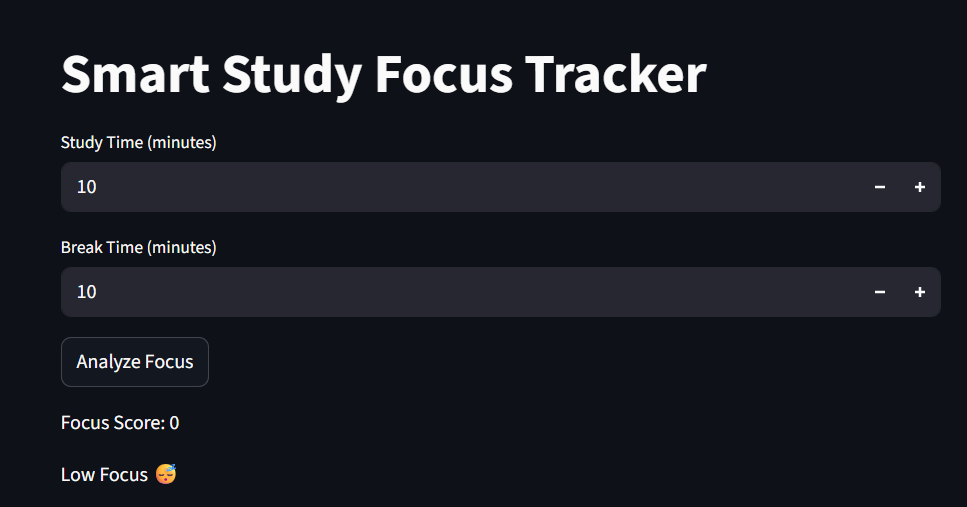 Smart Study Focus Tracker
Study Time (minutes)
10
Break Time (minutes)
10
Analyze Focus
Focus Score: 0
Low Focus 😴